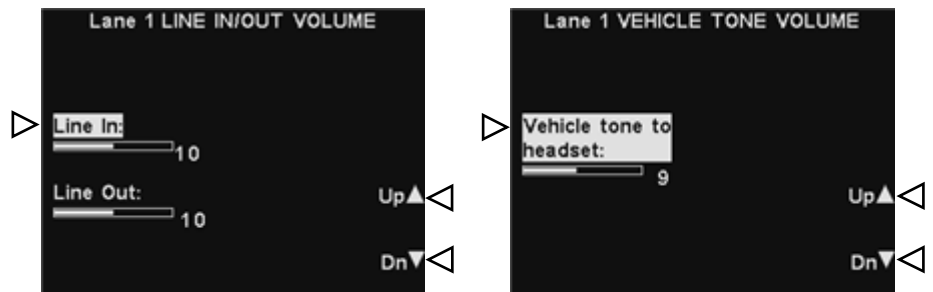 Lane 1 LINE IN/OUT VOLUME
Line In:
10
Line Out:
10
Up▲
Dn▼
Lane 1 VEHICLE TONE VOLUME
Vehicle tone to
headset:
9
Up▲
Dn▼